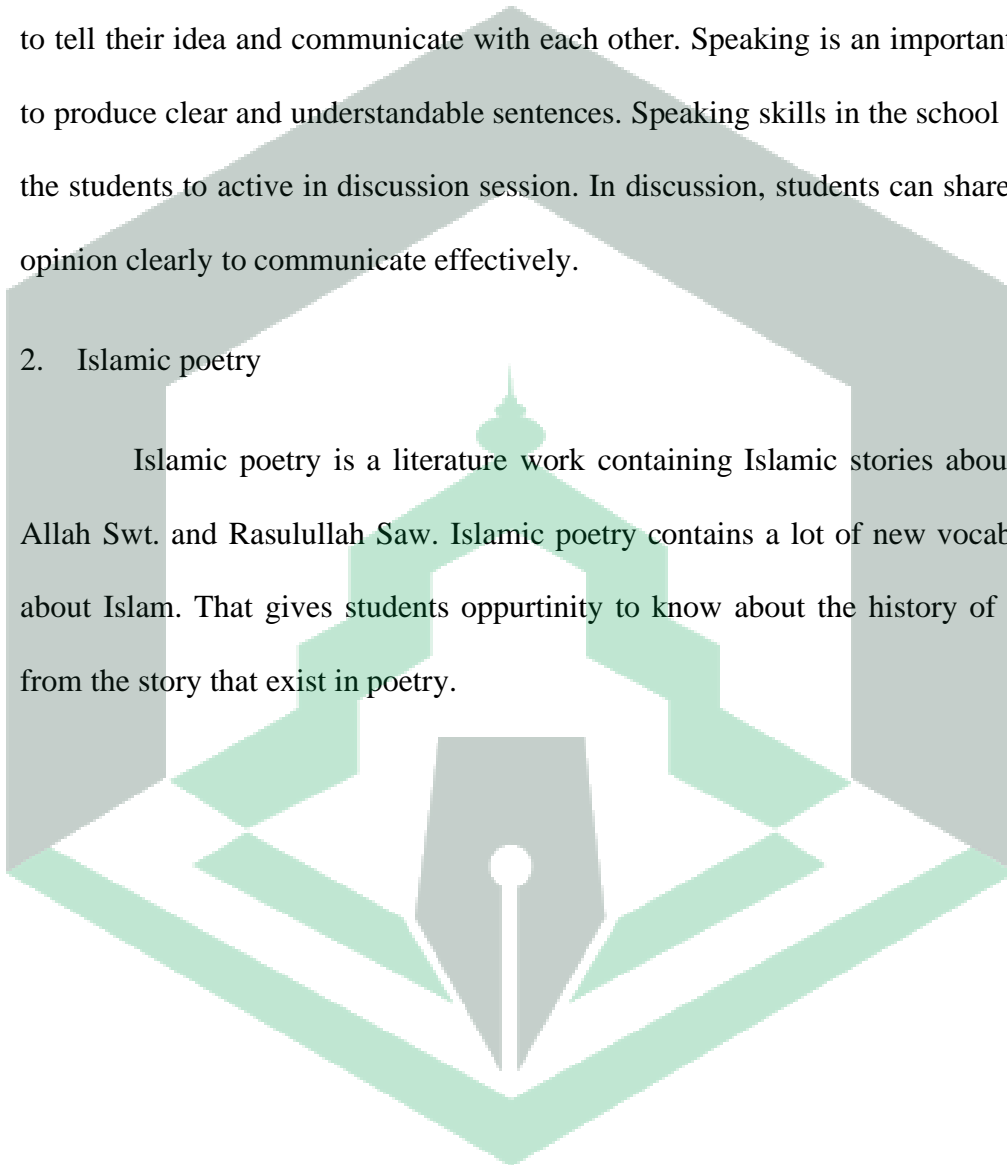 to tell their idea and communicate with each other. Speaking is an important
to produce clear and understandable sentences. Speaking skills in the school
the students to active in discussion session. In discussion, students can share
opinion clearly to communicate effectively.
2. Islamic poetry
Islamic poetry is a literature work containing Islamic stories
Allah Swt. and Rasulullah Saw. Islamic poetry contains a lot of new
about Islam. That gives students oppurtinity to know about the history of
from the story that exist in poetry.